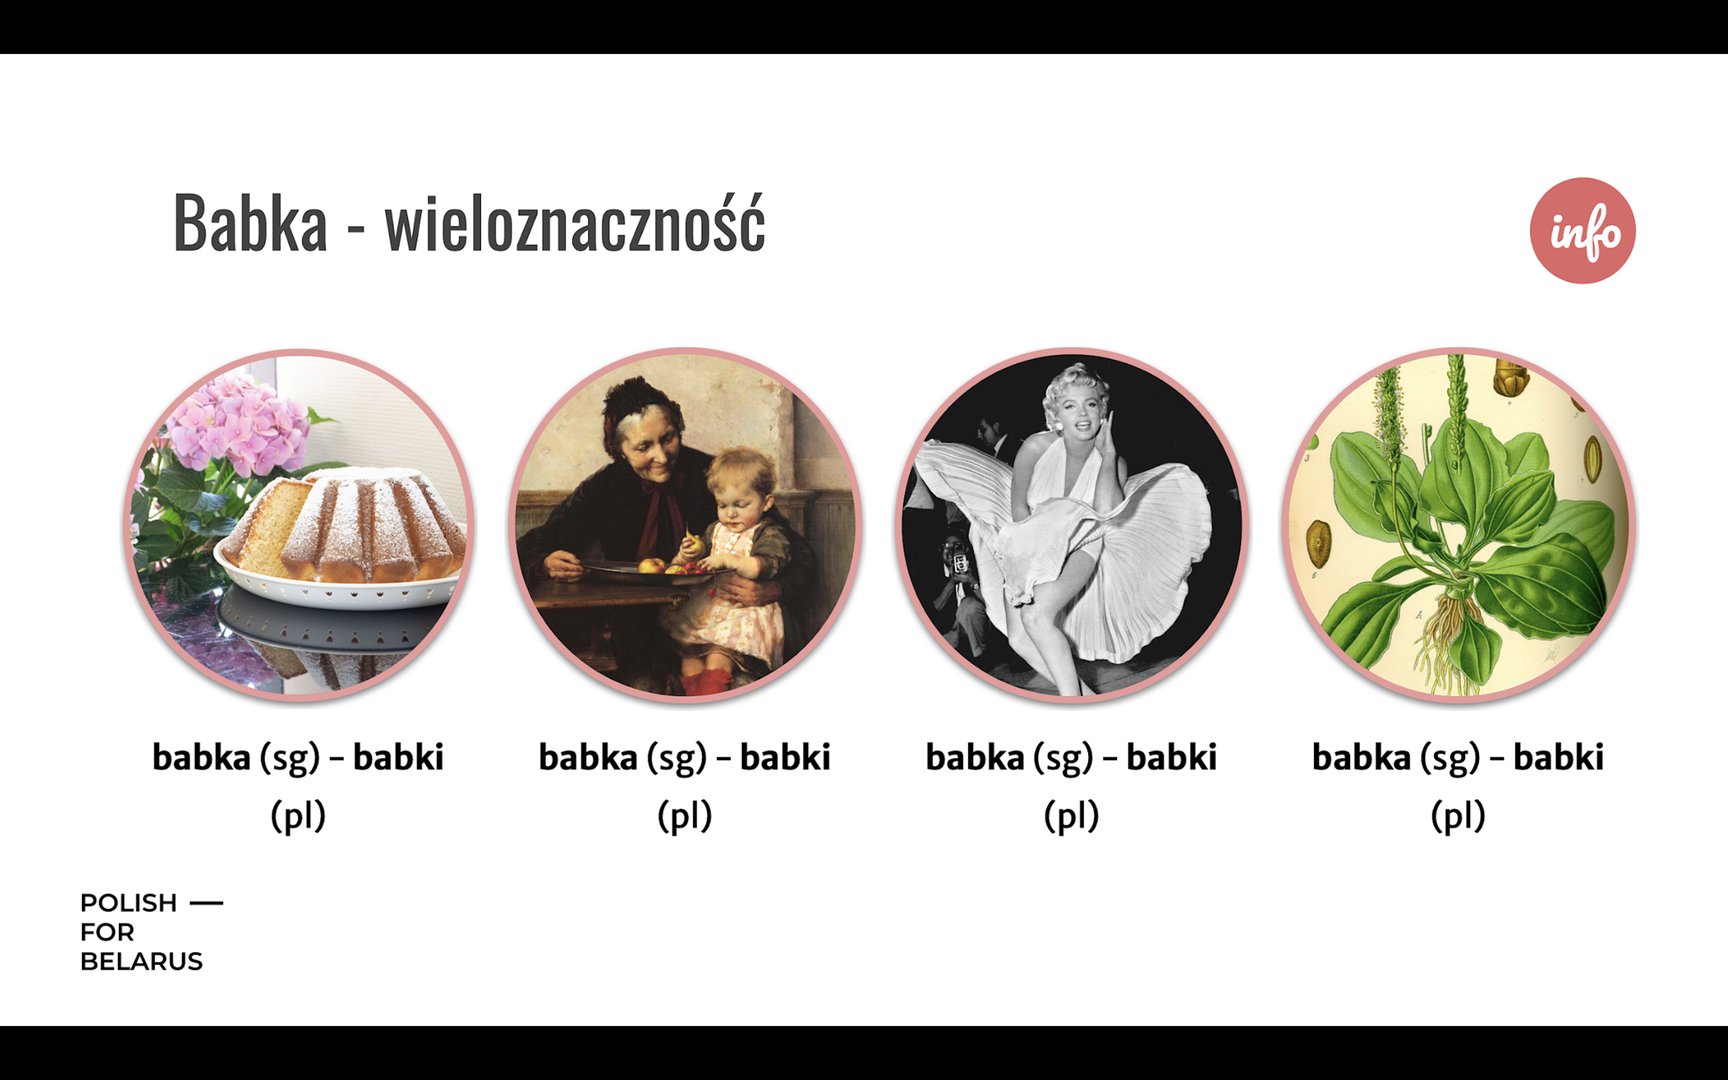 Babka - wieloznaczność
info
babka (sg) - babki
(pl)
babka (sg) - babki
(pl)
babka (sg) - babki
(pl)
babka (sg) - babki
(pl)
POLISH —
FOR
BELARUS